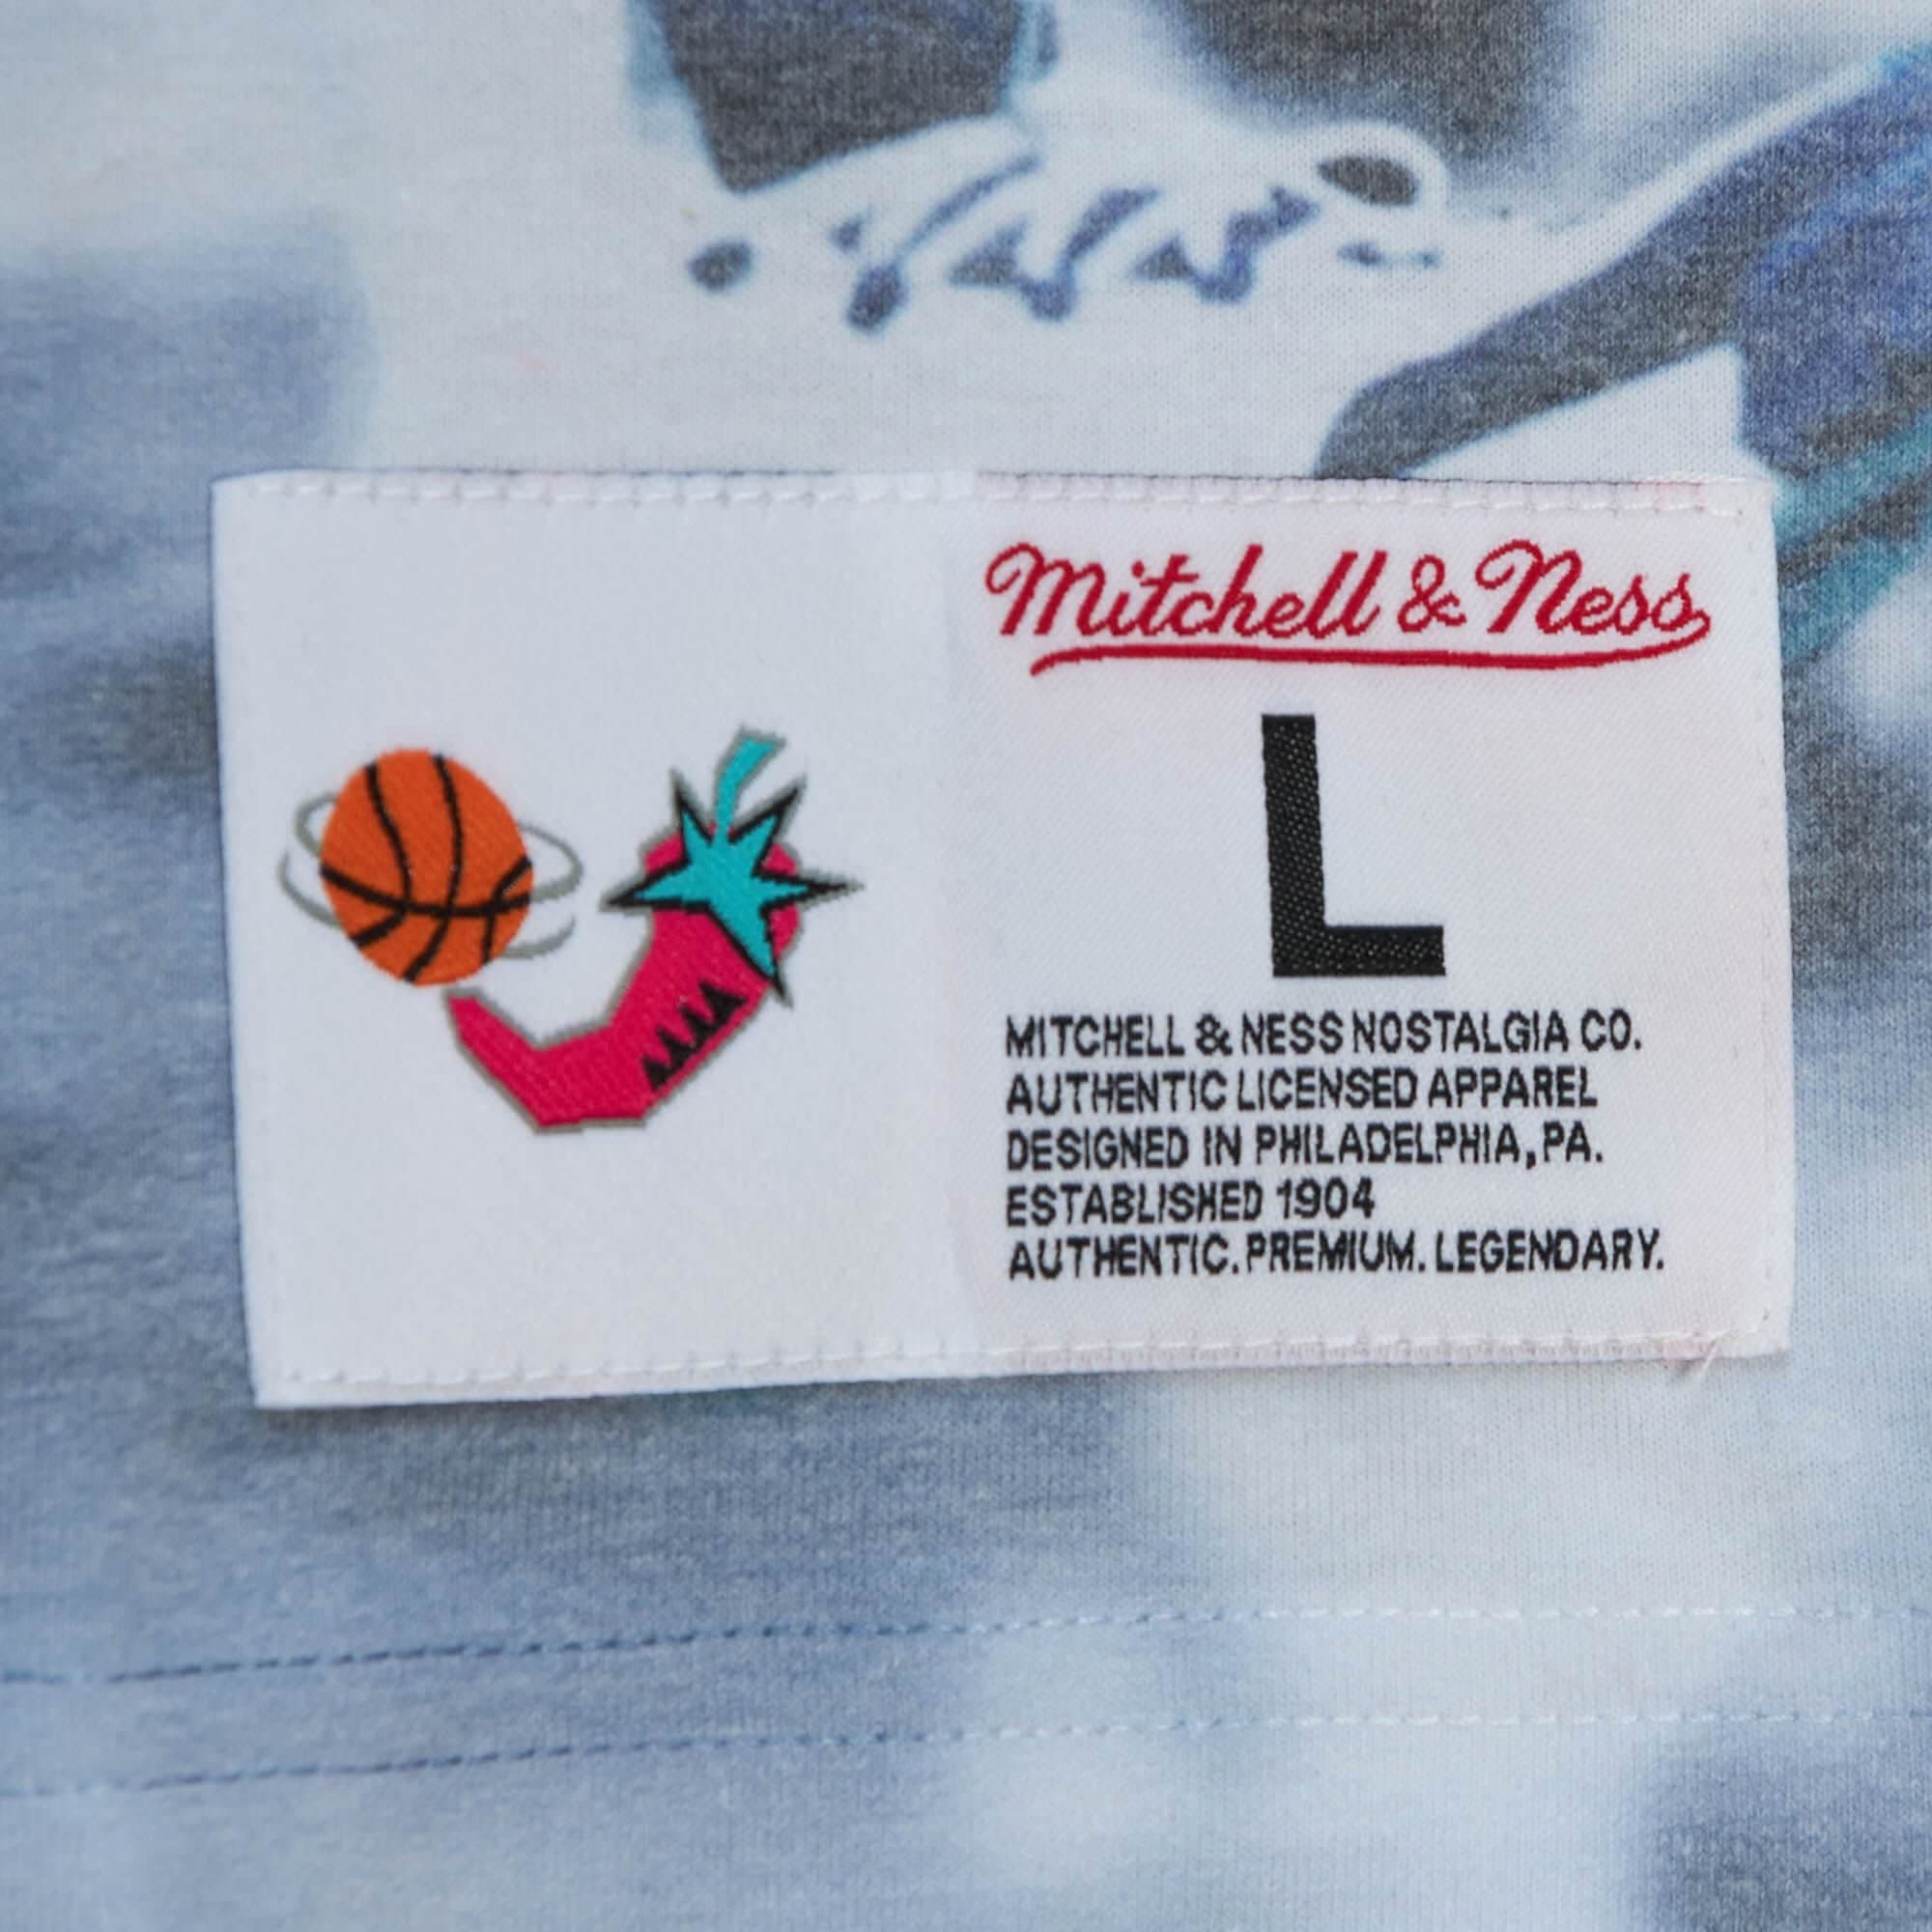 Mitchell & Ness
L
MITCHELL & NESS NOSTALGIA CO.
AUTHENTIC LICENSED APPAREL
DESIGNED IN PHILADELPHIA, PA.
ESTABLISHED 1904
AUTHENTIC. PREMIUM. LEGENDARY.